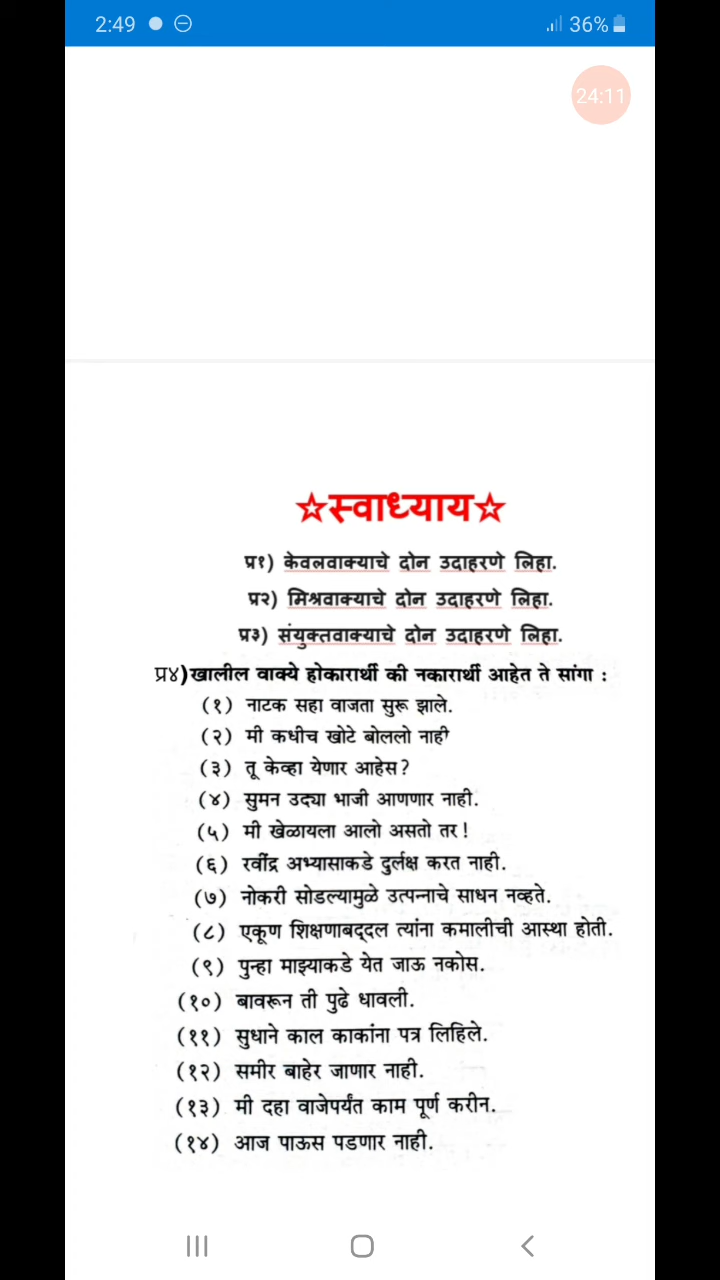 2:49
36%
24:11
☆स्वाध्याय☆
प्र१) केवलवाक्याचे दोन उदाहरणे लिहा.
प्र२) मिश्रवाक्याचे दोन उदाहरणे लिहा.
प्र३) संयुक्तवाक्याचे दोन उदाहरणे लिहा.
प्र४)खालील वाक्ये होकारार्थी की नकारार्थी आहेत ते सांगा :
(१) नाटक सहा वाजता सुरू झाले.
(२) मी कधीच खोटे बोललो नाही
(३) तू केव्हा येणार आहेस?
(४) सुमन उद्या भाजी आणणार नाही.
(५) मी खेळायला आलो असतो तर!
(६) रवींद्र अभ्यासाकडे दुर्लक्ष करत नाही.
(७) नोकरी सोडल्यामुळे उत्पन्नाचे साधन नव्हते.
(८) एकूण शिक्षणाबद्दल त्यांना कमालीची आस्था होती.
(९) पुन्हा माझ्याकडे येत जाऊ नकोस.
(१०) बावरून ती पुढे धावली.
(११) सुधाने काल काकांना पत्र लिहिले.
(१२) समीर बाहेर जाणार नाही.
(१३) मी दहा वाजेपर्यंत काम पूर्ण करीन.
(१४) आज पाऊस पडणार नाही.